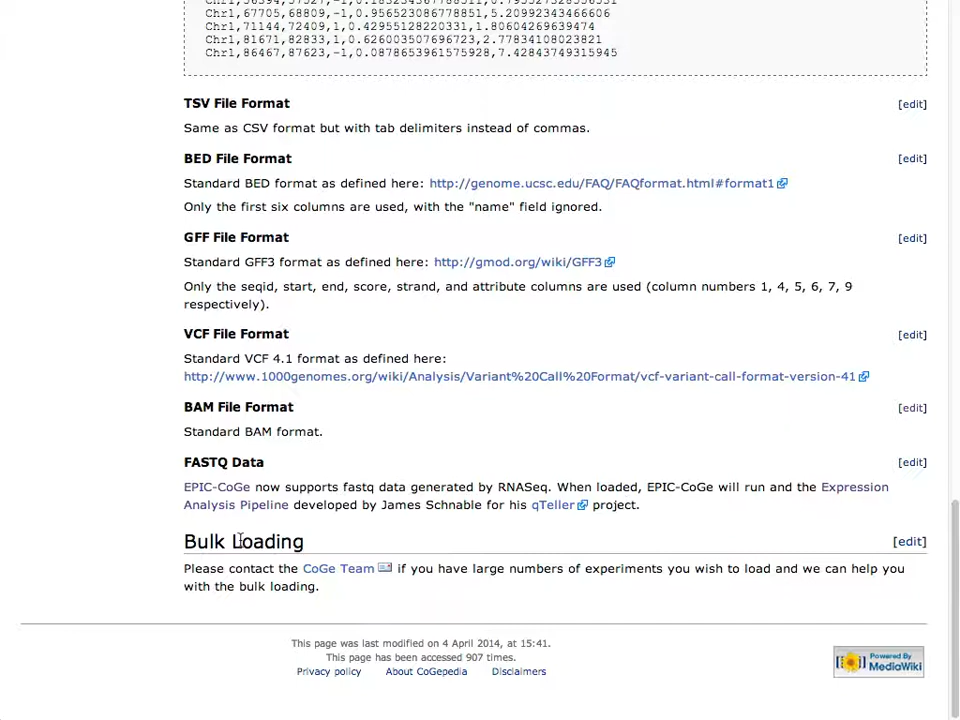 Chr1,67705,68809,-1,0.956523086778851,5.20992343466606
Chr1,71144,72409,1,0.42955128220331,1.806042696394​74
Chr1,81671,82833,1,0.626003507696723,2.77834108023821
Chr1,86467,87623,-1,0.0878653961575928,7.42843749315945
TSV File Format [edit]
Same as CSV format but with tab delimiters instead of commas.
BED File Format [edit]
Standard BED format as defined here: http://genome.ucsc.edu/FAQ/FAQformat.html#format1
Only the first six columns are used, with the "name" field ignored.
GFF File Format [edit]
Standard GFF3 format as defined here: http://gmod.org/wiki/GFF3
Only the seqid, start, end, score, strand, and attribute columns are used (column numbers 1, 4, 5, 6, 7, 9
respectively).
VCF File Format [edit]
Standard VCF 4.1 format as defined here:
http://www.1000genomes.org/wiki/Analysis/Variant%20Call%20Format/vcf-variant-call-format-version-41
BAM File Format [edit]
Standard BAM format.
FASTQ Data [edit]
EPIC-CoGe now supports fastq data generated by RNASeq. When loaded, EPIC-CoGe will run and the Expression
Analysis Pipeline developed by James Schnable for his qTeller project.
Bulk Loading [edit]
Please contact the CoGe Team if you have large numbers of experiments you wish to load and we can help you
with the bulk loading.
This page was last modified on 4 April 2014, at 15:41.
This page has been accessed 907 times.
Privacy policy About CoGepedia Disclaimers
Powered By
MediaWiki